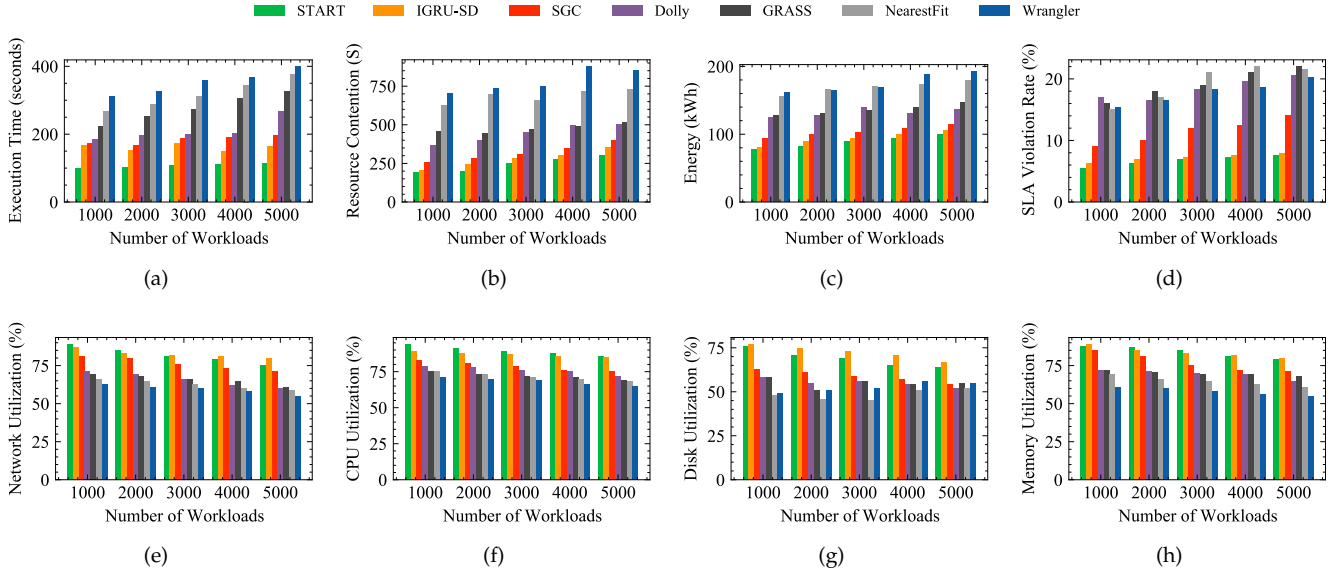 START IGRU-SD SGC Dolly GRASS NearestFit Wrangler
Execution Time (seconds)
400
200
0
1000 2000 3000 4000 5000
Number of Workloads
(a)
Resource Contention (S)
750
500
250
0
1000 2000 3000 4000 5000
Number of Workloads
(b)
Energy (kWh)
200
100
0
1000 2000 3000 4000 5000
Number of Workloads
(c)
SLA Violation Rate (%)
20
10
0
1000 2000 3000 4000 5000
Number of Workloads
(d)
Network Utilization (%)
75
50
25
0
1000 2000 3000 4000 5000
Number of Workloads
(e)
CPU Utilization (%)
75
50
25
0
1000 2000 3000 4000 5000
Number of Workloads
(f)
Disk Utilization (%)
75
50
25
0
1000 2000 3000 4000 5000
Number of Workloads
(g)
Memory Utilization (%)
75
50
25
0
1000 2000 3000 4000 5000
Number of Workloads
(h)